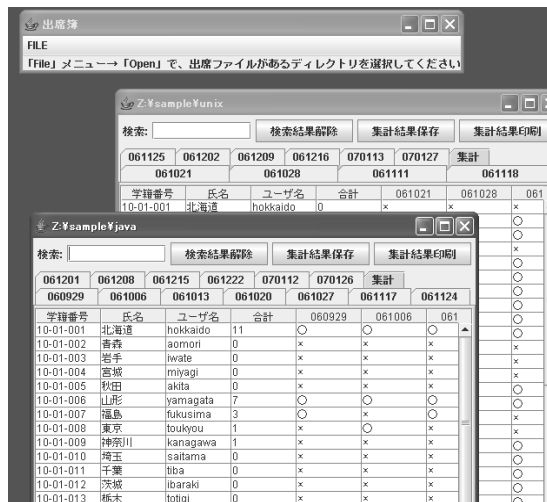 出席簿
FILE
「File」メニュー→「Open」で、出席ファイルがあるディレクトリを選択してください
Z:¥sample¥unix
検索: 検索結果解除 集計結果保存 集計結果印刷
061125 061202 061209 061216 070113 070127 集計
061021 061028 061111 061118
学籍番号 氏名 ユーザ名 合計 061021 061028 061
10-01-001 北海道 hokkaido 0 × ×
Z:¥sample¥java
検索: 検索結果解除 集計結果保存 集計結果印刷
061201 061208 061215 061222 070112 070126 集計
060929 061006 061013 061020 061027 061117 061124
学籍番号 氏名 ユーザ名 合計 060929 061006 061
10-01-001 北海道 hokkaido 11 ○ ○ ○
10-01-002 青森 aomori 0 × × ×
10-01-003 岩手 iwate 0 × × ×
10-01-004 宮城 miyagi 0 × × ×
10-01-005 秋田 akita 0 × × ×
10-01-006 山形 yamagata 7 ○ ○ ○
10-01-007 福島 fukusima 3 ○ × ○
10-01-008 東京 toukyou 1 × ○ ×
10-01-009 神奈川 kanagawa 1 × × ×
10-01-010 埼玉 saitama 0 × × ×
10-01-011 千葉 tiba 0 × × ×
10-01-012 茨城 ibaraki 0 × × ×
10-01-013 栃木 totigi 0 × × ×